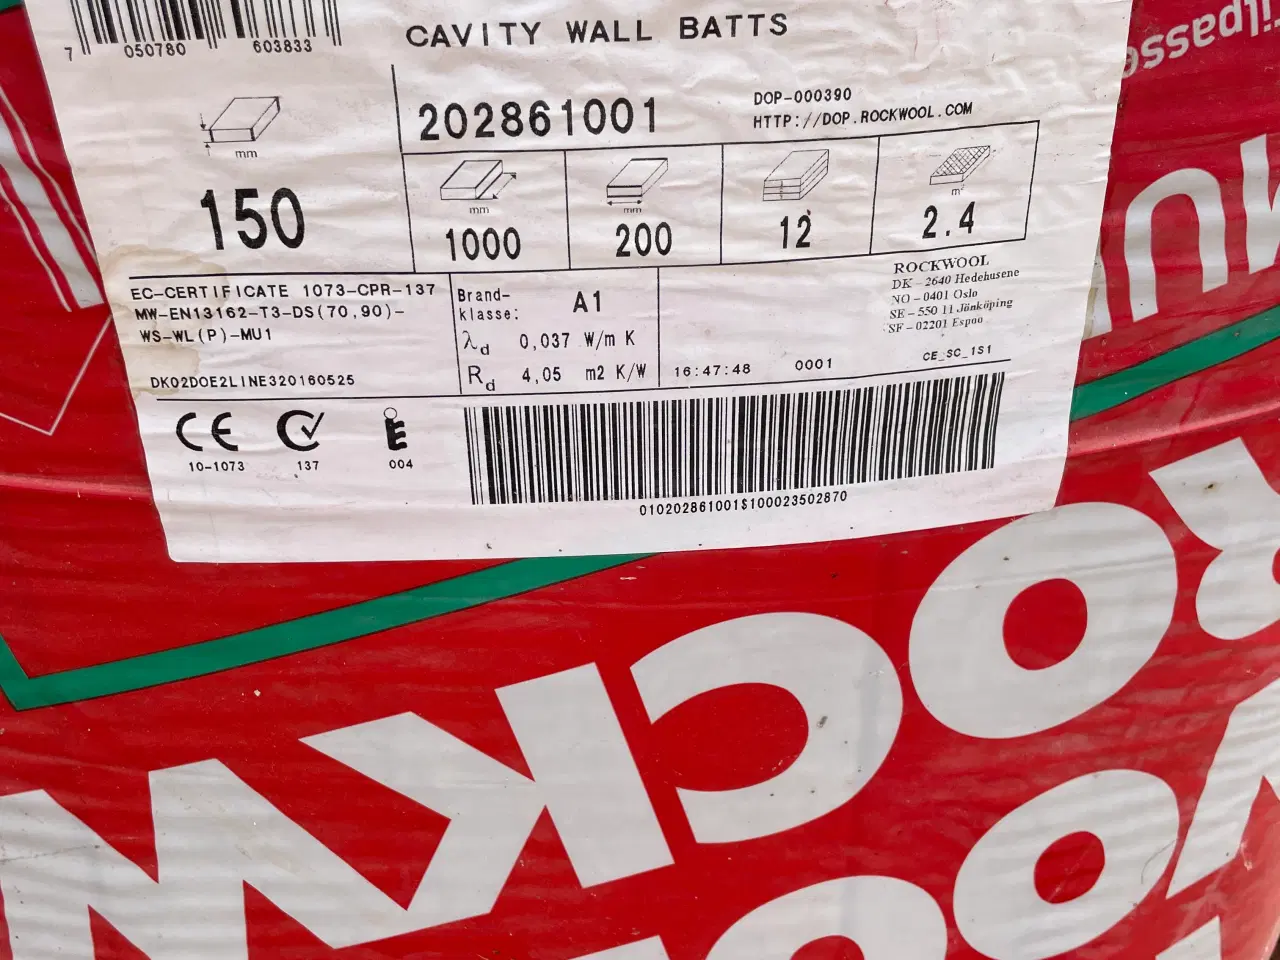 7 050780 603833
CAVITY WALL BATTS
202861001
DOP-000390
HTTP://DOP.ROCKWOOL.COM
mm
150
mm
1000
mm
200
12
m²
2.4
EC-CERTIFICATE 1073-CPR-137
MW-EN13162-T3-DS(70,90)-
WS-WL(P)-MU1
DK02DOE2LINE320160525
Brand-
klasse: A1
λd 0,037 W/m K
Rd 4,05 m2 K/W
ROCKWOOL
DK - 2640 Hedehusene
NO - 0401 Oslo
SE - 550 11 Jönköping
SF - 02201 Espoo
16:47:48 0001
CE_SC_1S1
CE
10-1073
137
004
010202861001$100023502870
ROCKW